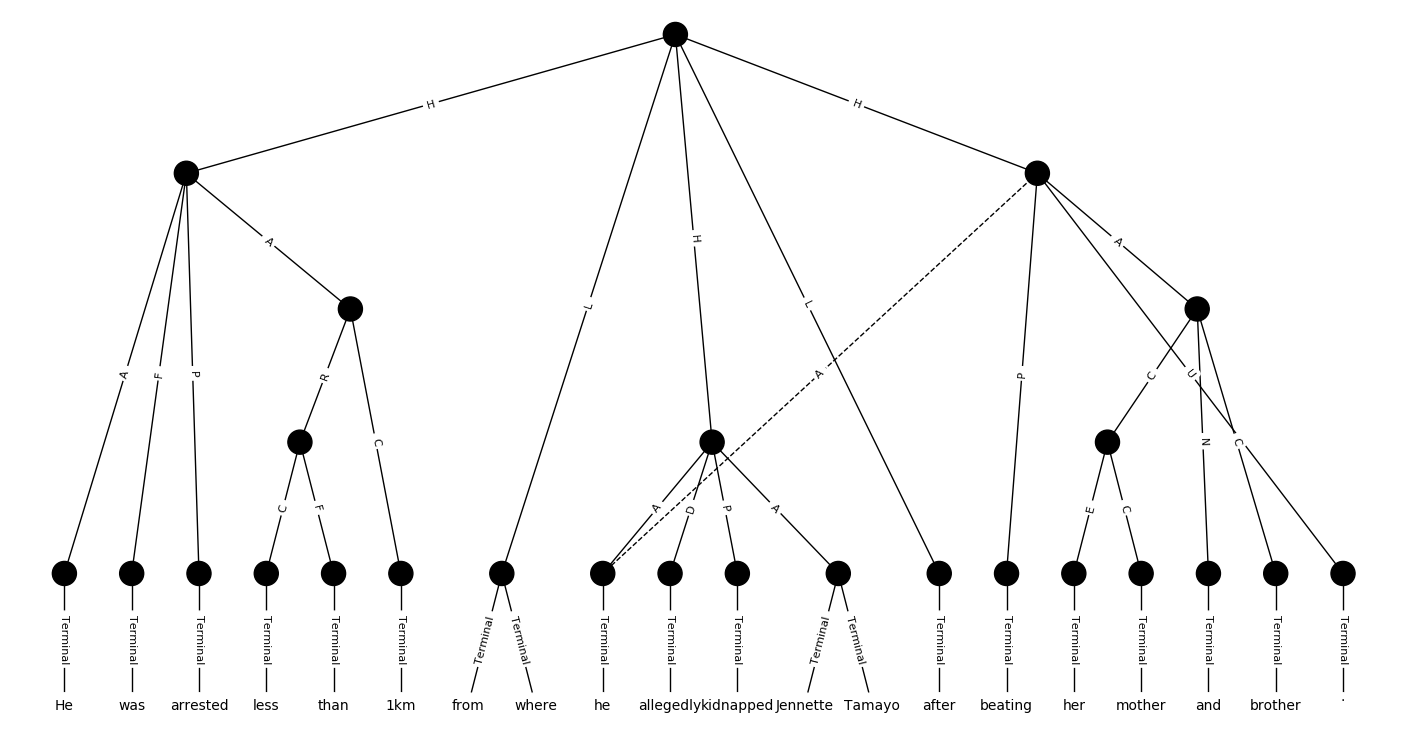 H H
A A
H
L L
A F P R A P C U
C N C
C F A D P A E C
Terminal Terminal Terminal Terminal Terminal Terminal Terminal Terminal Terminal Terminal Terminal Terminal Terminal Terminal Terminal Terminal Terminal Terminal Terminal Terminal
He was arrested less than 1km from where he allegedly kidnapped Jennette Tamayo after beating her mother and brother .